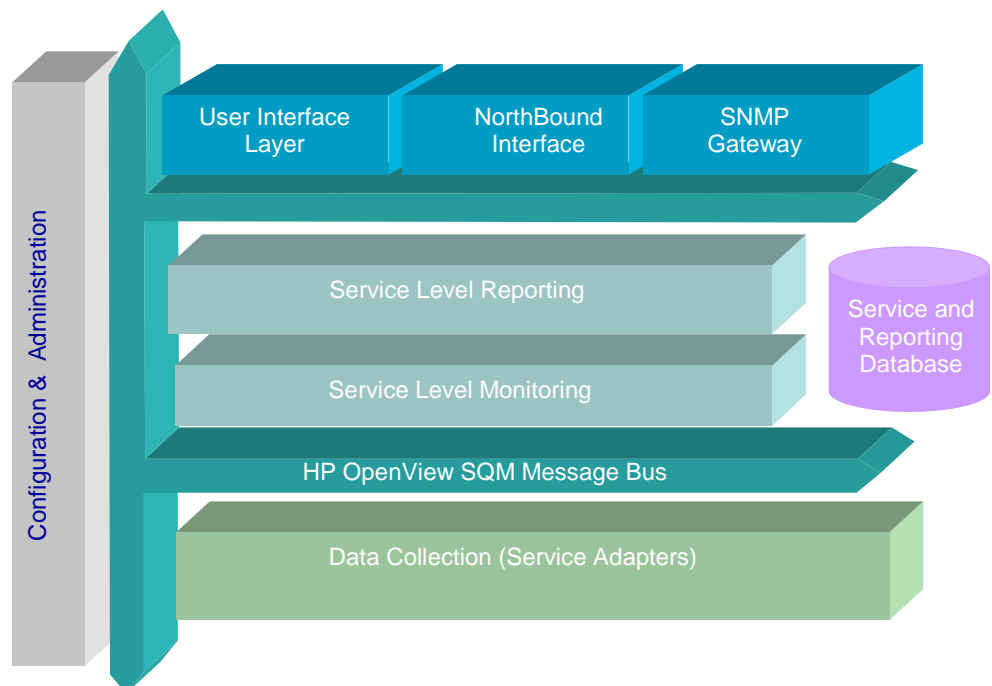 User Interface
Layer
NorthBound
Interface
SNMP
Gateway
Configuration & Administration
Service Level Reporting
Service and
Reporting
Database
Service Level Monitoring
HP OpenView SQM Message Bus
Data Collection (Service Adapters)